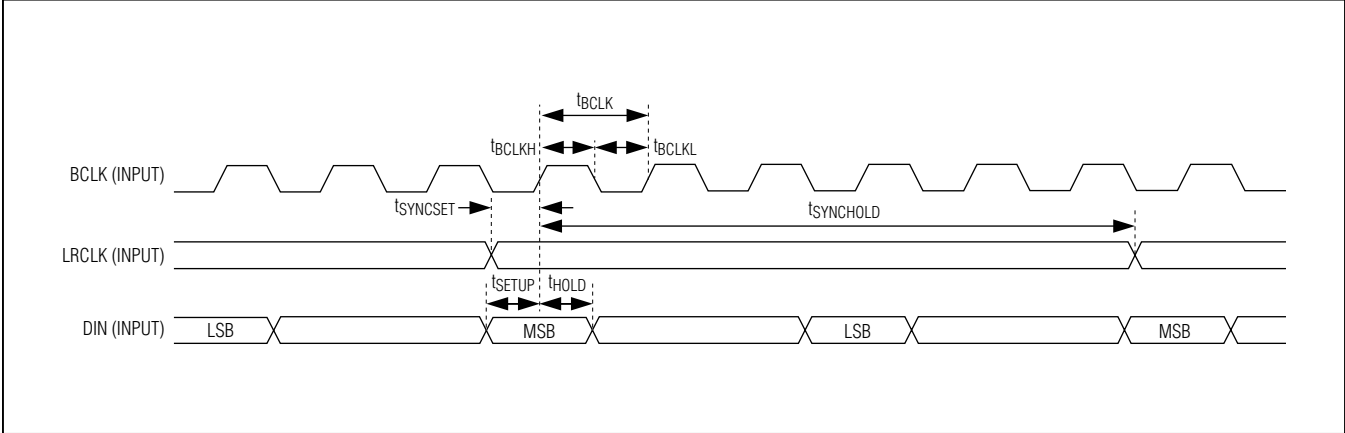 tBCLK
tBCLKH
tBCLKL
BCLK (INPUT)
tSYNCSET
tSYNCHOLD
LRCLK (INPUT)
tSETUP
tHOLD
DIN (INPUT)
LSB
MSB
LSB
MSB